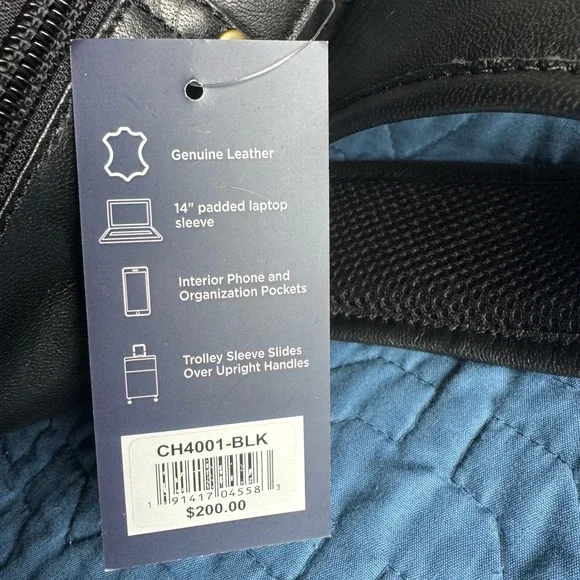 Genuine Leather
14" padded laptop
sleeve
Interior Phone and
Organization Pockets
Trolley Sleeve Slides
Over Upright Handles
CH4001-BLK
1 91417 04558 3
$200.00